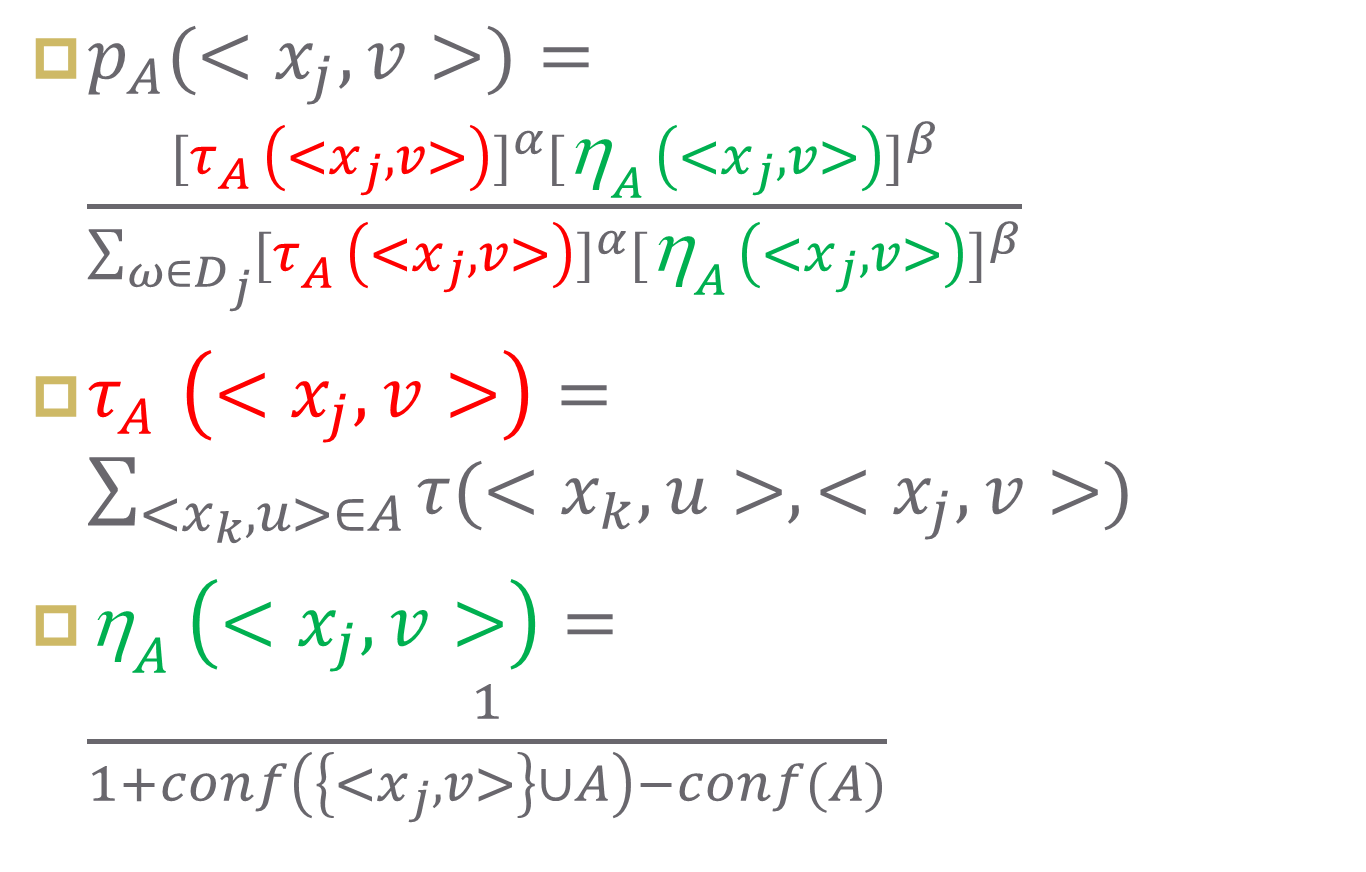 p_A(< x_j, v >) =
[τ_A (<x_j,v>)]^α[η_A (<x_j,v>)]^β
∑_{ω∈D_j}[τ_A (<x_j,v>)]^α[η_A (<x_j,v>)]^β
τ_A (< x_j, v >) =
∑_{<x_k,u>∈A} τ(< x_k, u >,< x_j, v >)
η_A (< x_j, v >) =
1
1+conf({<x_j,v>}∪A)−conf(A)